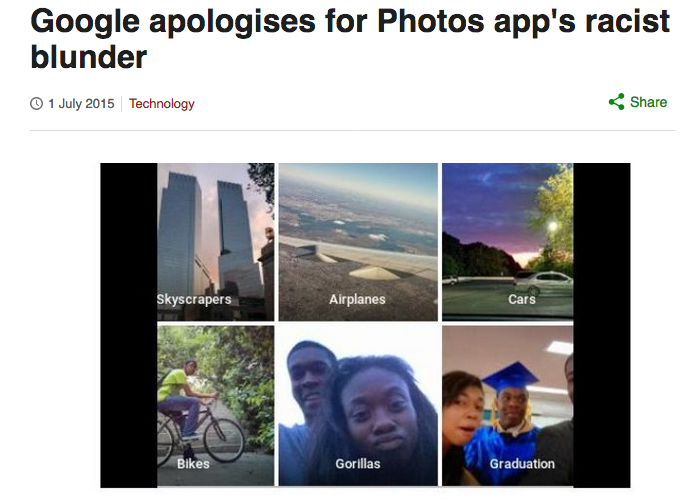 Google apologises for Photos app's racist
blunder
1 July 2015 Technology
Share
Skyscrapers
Airplanes
Cars
Bikes
Gorillas
Graduation